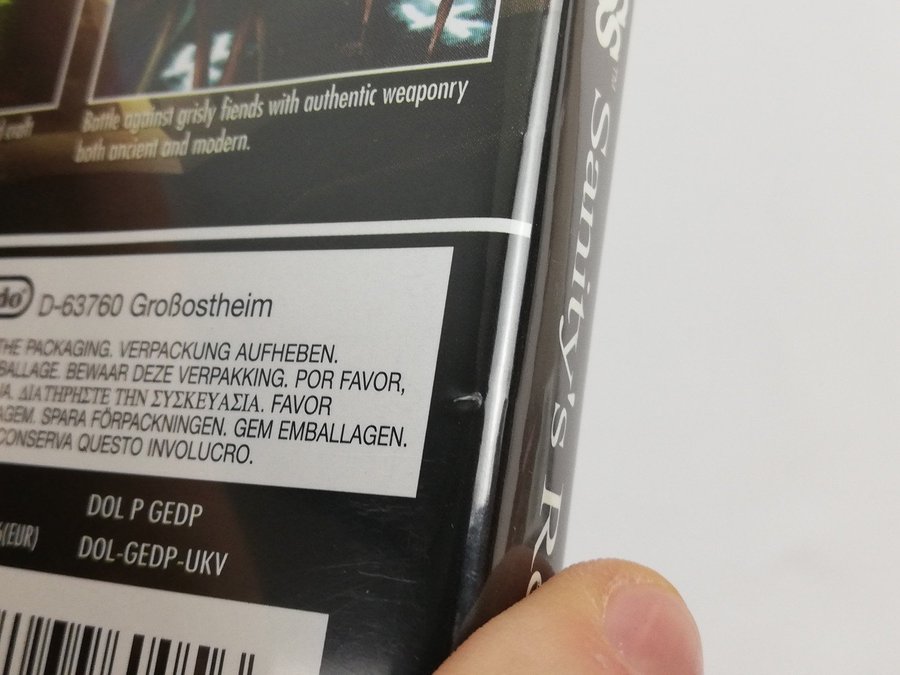 Battle against grisly fiends with authentic weaponry
both ancient and modern.
D-63760 Großostheim
THE PACKAGING. VERPACKUNG AUFHEBEN.
BEWAAR DEZE VERPAKKING. POR FAVOR,
ΔΙΑΤΗΡΗΣΤΕ ΤΗΝ ΣΥΣΚΕΥΑΣΙΑ. FAVOR
SPARA FÖRPACKNINGEN. GEM EMBALLAGEN.
CONSERVA QUESTO INVOLUCRO.
(EUR)
DOL P GEDP
DOL-GEDP-UKV
Sanity's